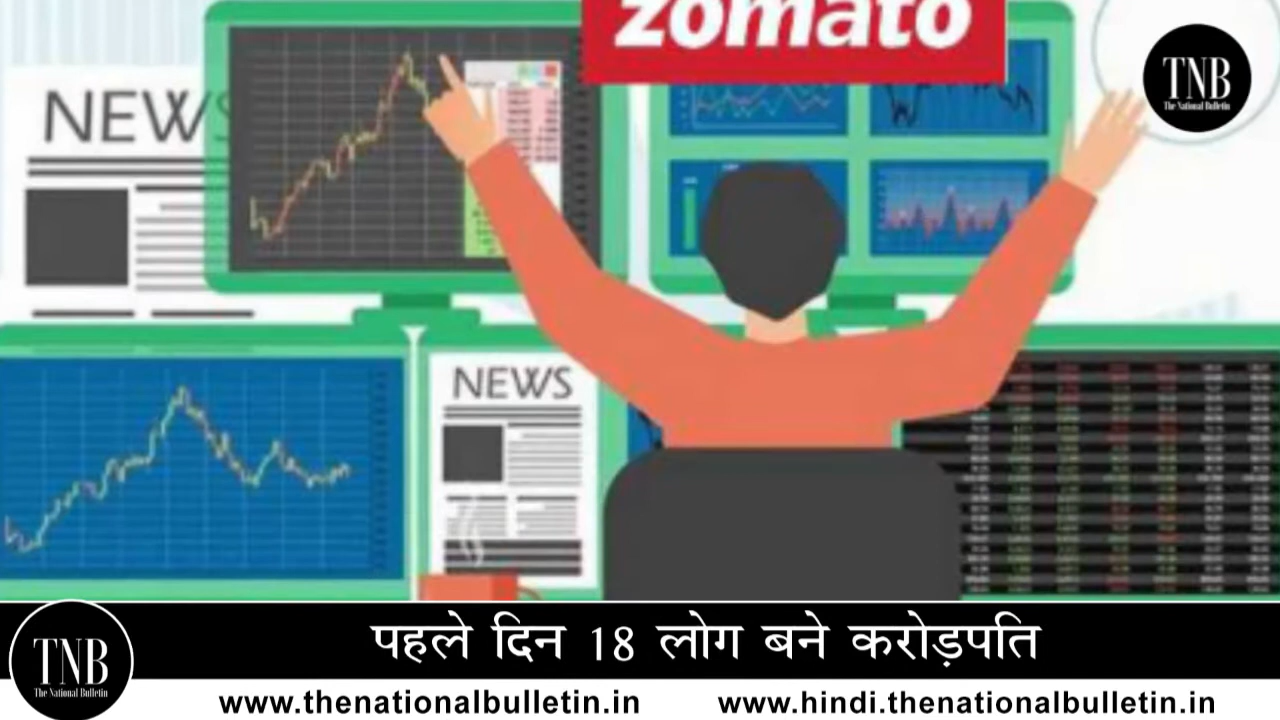 zomato
TNB
The National Bulletin
NEWS
NEWS
पहले दिन 18 लोग बने करोड़पति
TNB
The National Bulletin
www.thenationalbulletin.in
www.hindi.thenationalbulletin.in